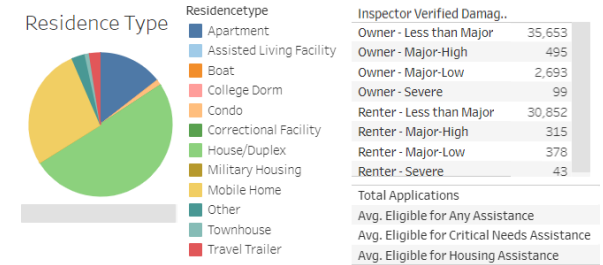 Residence Type
Residencetype
Apartment
Assisted Living Facility
Boat
College Dorm
Condo
Correctional Facility
House/Duplex
Military Housing
Mobile Home
Other
Townhouse
Travel Trailer
Inspector Verified Damag..
Owner - Less than Major 35,653
Owner - Major-High 495
Owner - Major-Low 2,693
Owner - Severe 99
Renter - Less than Major 30,852
Renter - Major-High 315
Renter - Major-Low 378
Renter - Severe 43
Total Applications
Avg. Eligible for Any Assistance
Avg. Eligible for Critical Needs Assistance
Avg. Eligible for Housing Assistance